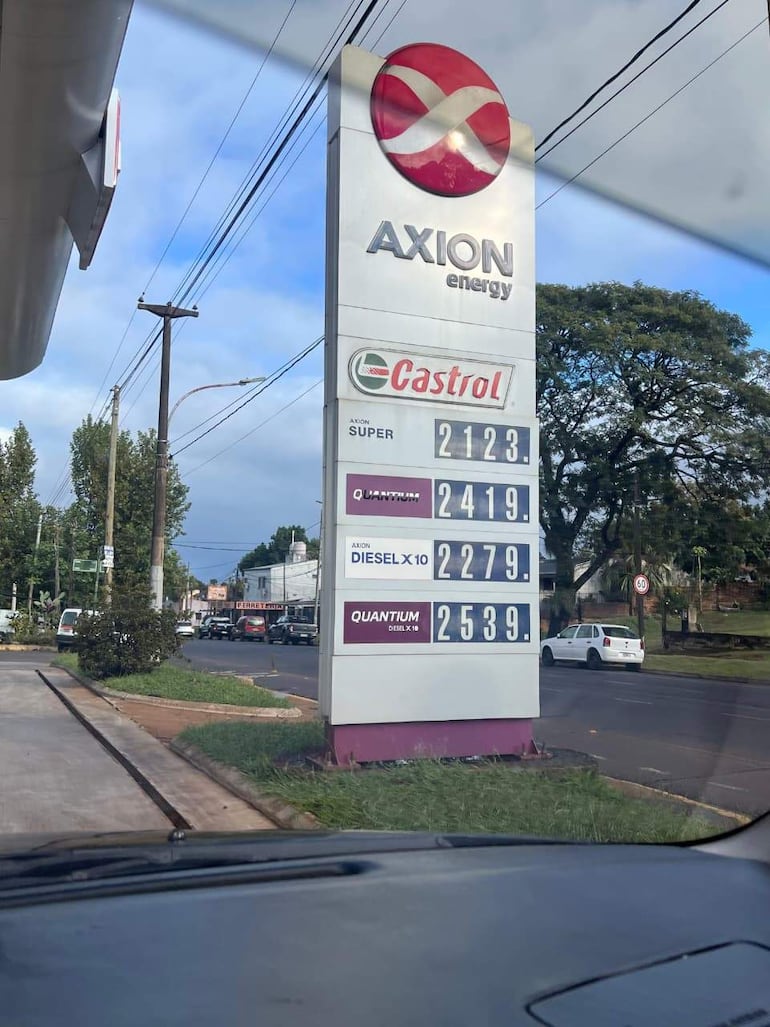 AXION
energy
Castrol
AXION
SUPER
2123.
QUANTIUM
2419.
AXION
DIESEL X10
2279.
QUANTIUM
DIESEL X10
2539.
FERRETERIA
60